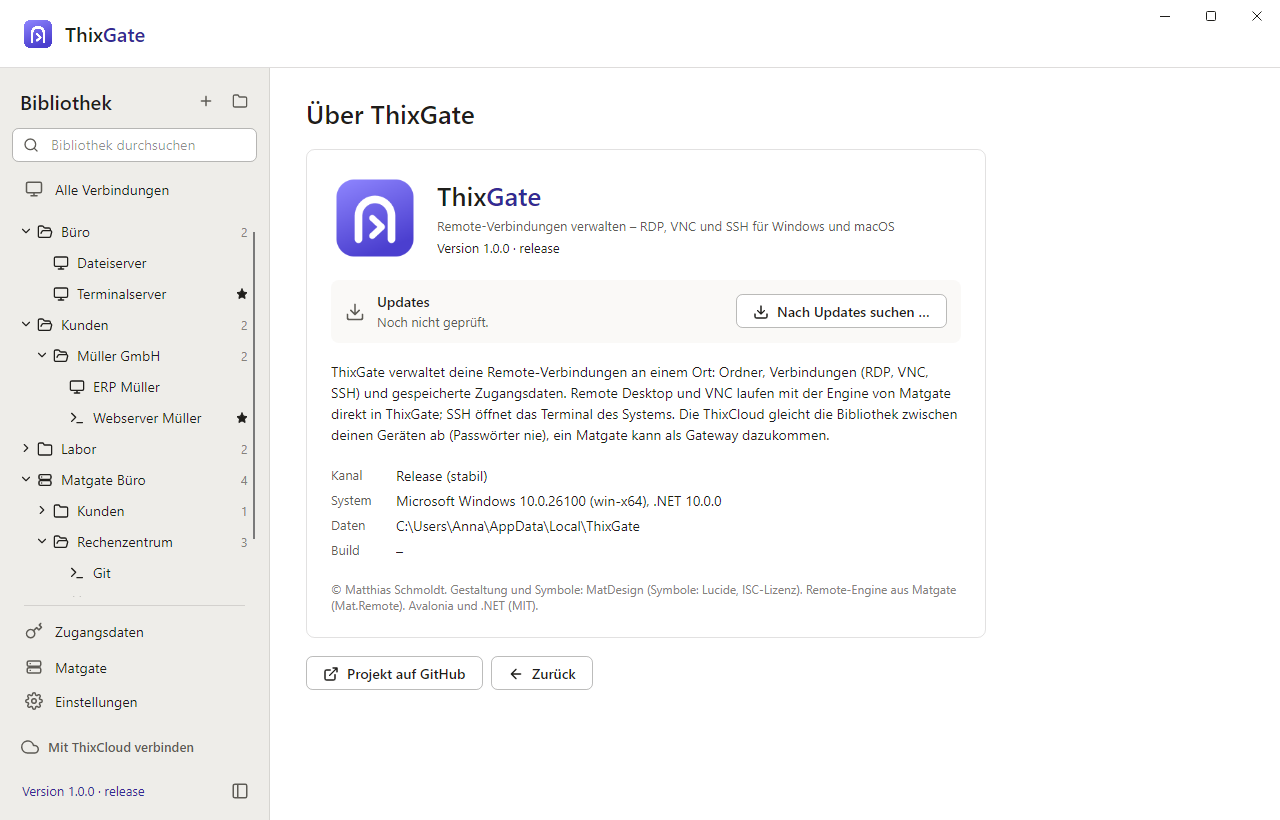 ThixGate
Bibliothek
Bibliothek durchsuchen
Alle Verbindungen
Büro 2
Dateiserver
Terminalserver
Kunden 2
Müller GmbH 2
ERP Müller
Webserver Müller
Labor 2
Matgate Büro 4
Kunden 1
Rechenzentrum 3
Git
Zugangsdaten
Matgate
Einstellungen
Mit ThixCloud verbinden
Version 1.0.0 · release
Über ThixGate
ThixGate
Remote-Verbindungen verwalten – RDP, VNC und SSH für Windows und macOS
Version 1.0.0 · release
Updates
Noch nicht geprüft.
Nach Updates suchen ...
ThixGate verwaltet deine Remote-Verbindungen an einem Ort: Ordner, Verbindungen (RDP, VNC,
SSH) und gespeicherte Zugangsdaten. Remote Desktop und VNC laufen mit der Engine von Matgate
direkt in ThixGate; SSH öffnet das Terminal des Systems. Die ThixCloud gleicht die Bibliothek zwischen
deinen Geräten ab (Passwörter nie), ein Matgate kann als Gateway dazukommen.
Kanal Release (stabil)
System Microsoft Windows 10.0.26100 (win-x64), .NET 10.0.0
Daten C:\Users\Anna\AppData\Local\ThixGate
Build –
© Matthias Schmoldt. Gestaltung und Symbole: MatDesign (Symbole: Lucide, ISC-Lizenz). Remote-Engine aus Matgate
(Mat.Remote). Avalonia und .NET (MIT).
Projekt auf GitHub
Zurück